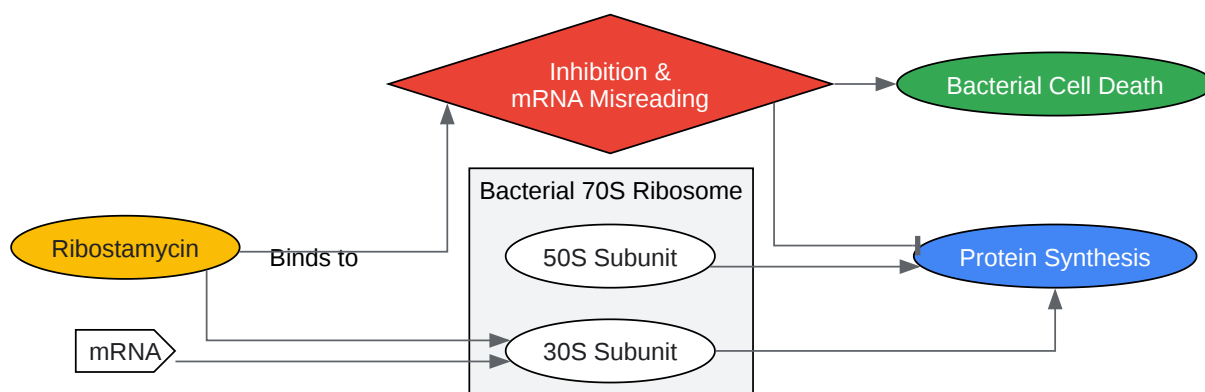 Inhibition &
mRNA Misreading
Bacterial Cell Death
Bacterial 70S Ribosome
Ribostamycin
Binds to
50S Subunit
Protein Synthesis
mRNA
30S Subunit